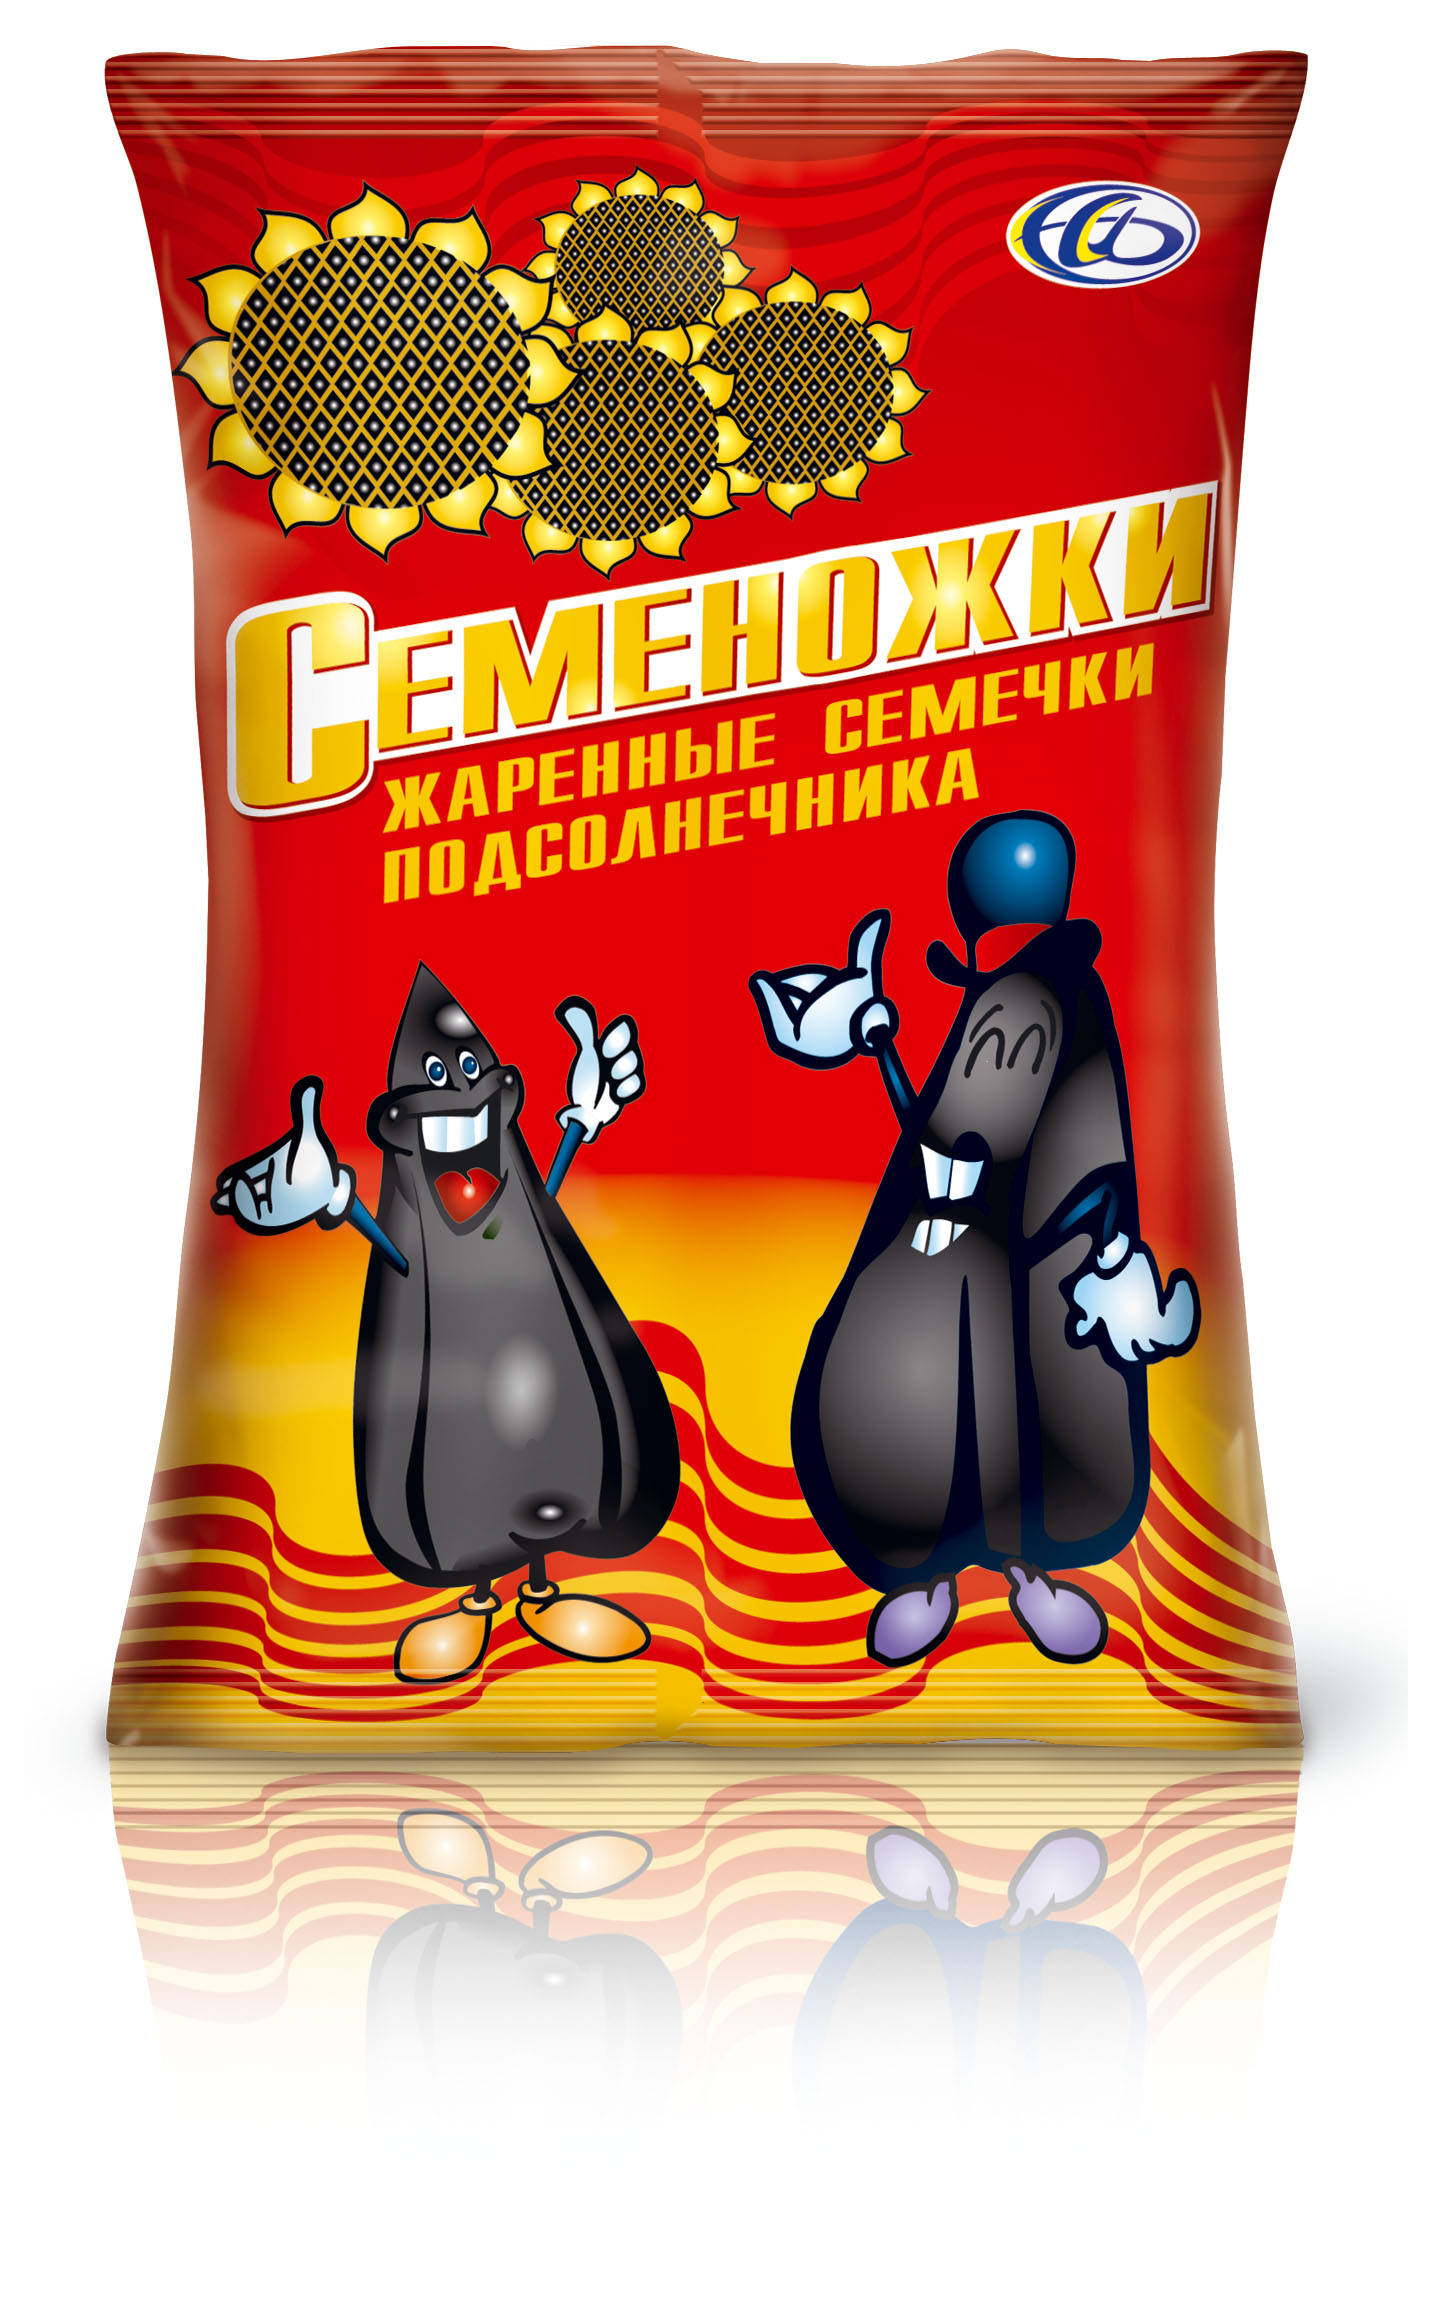 СЕМЕНОЖКИ
ЖАРЕННЫЕ СЕМЕЧКИ
ПОДСОЛНЕЧНИКА